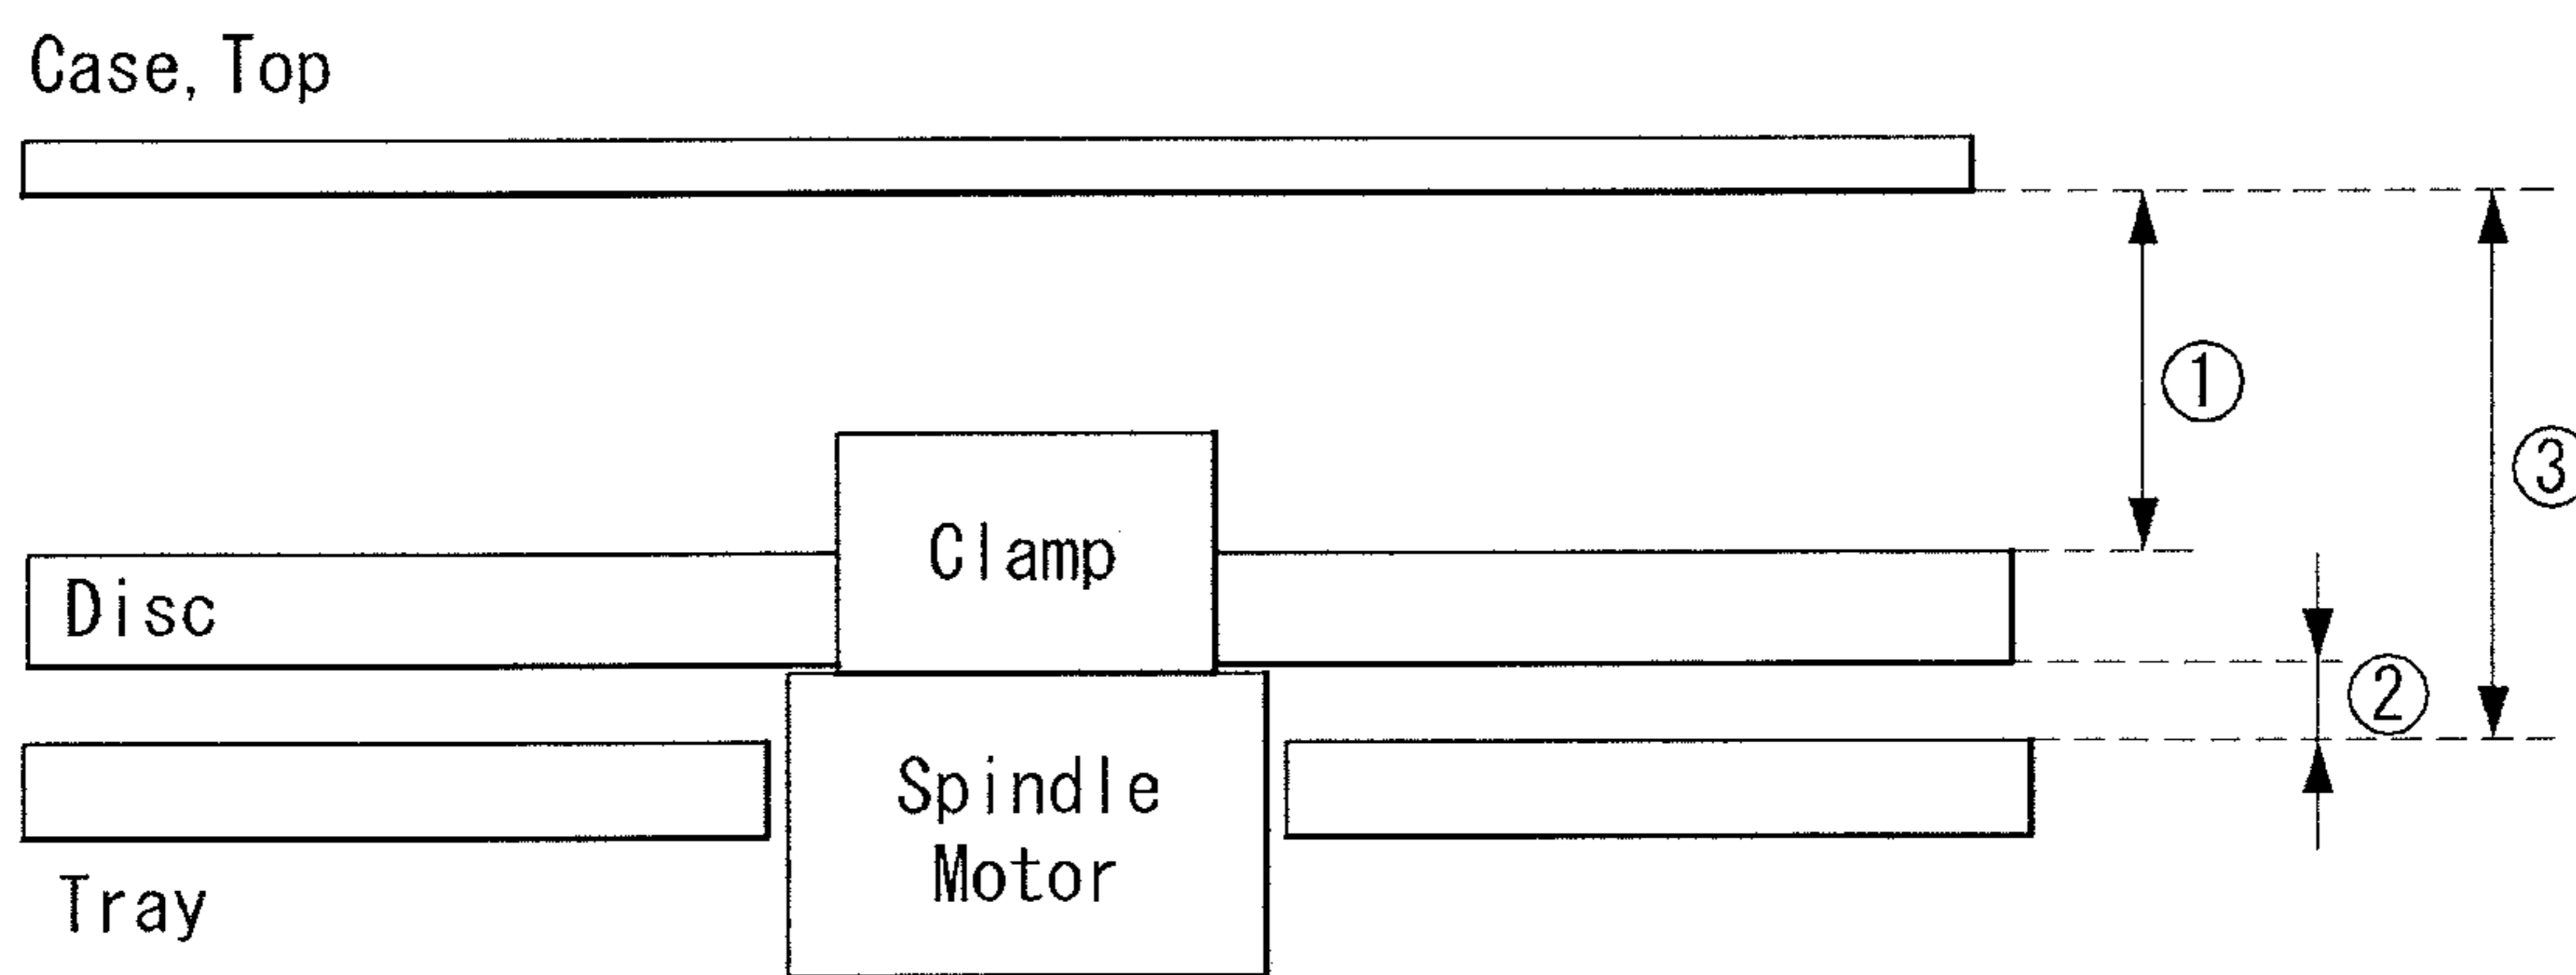 Case, Top
①
③
Clamp
Disc
②
Spindle
Motor
Tray